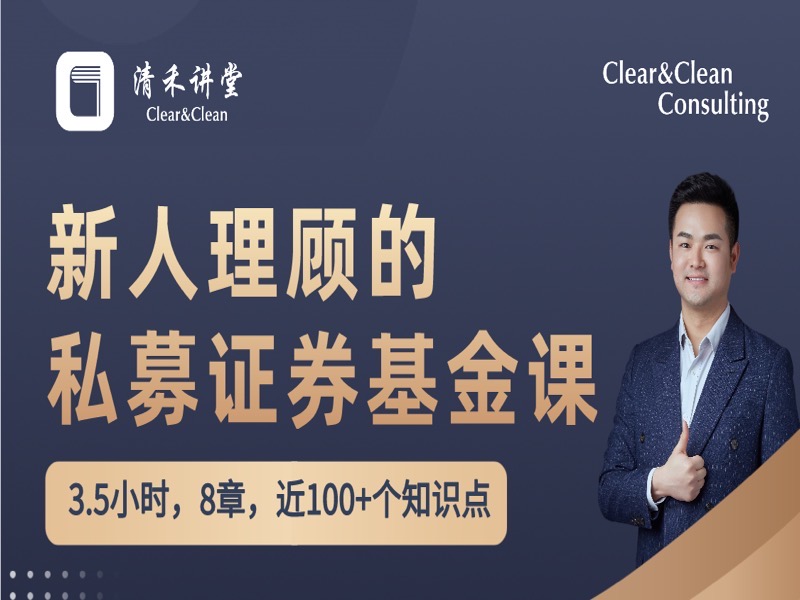 清禾讲堂
Clear&Clean
Clear&Clean
Consulting
新人理顾的
私募证券基金课
3.5小时，8章，近100+个知识点